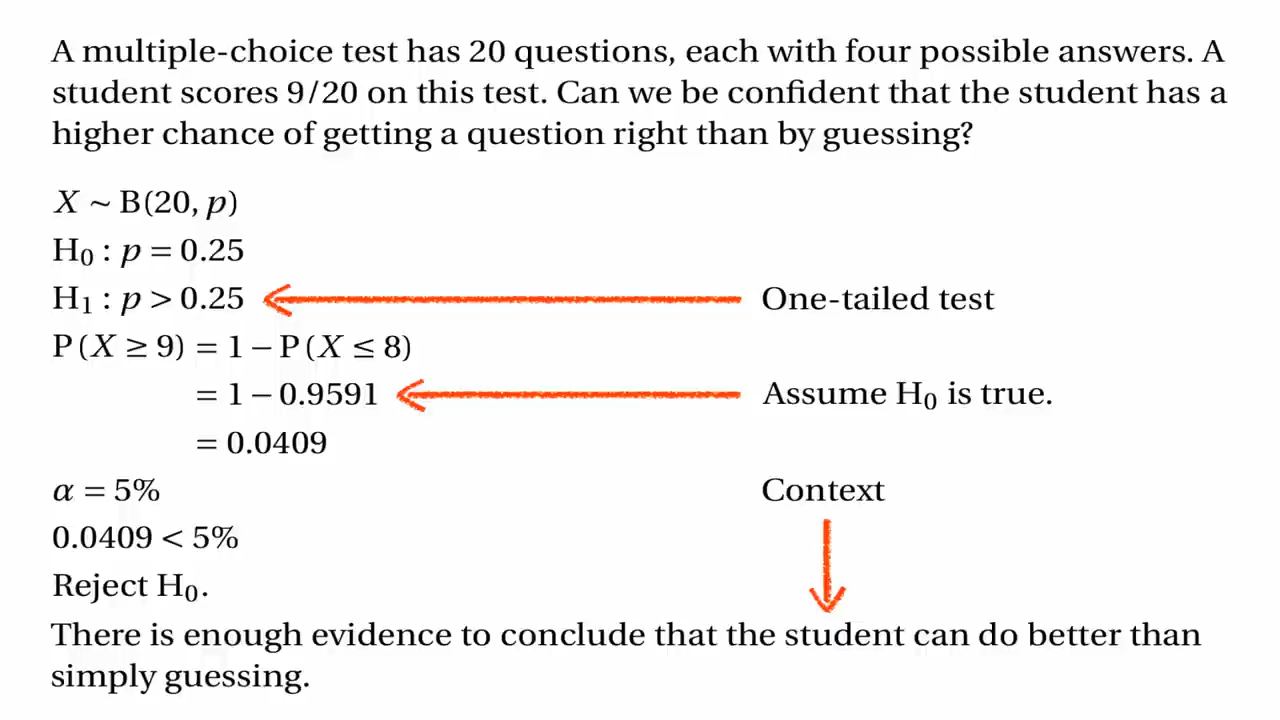 A multiple-choice test has 20 questions, each with four possible answers. A
student scores 9/20 on this test. Can we be confident that the student has a
higher chance of getting a question right than by guessing?
X ~ B(20, p)
H₀ : p = 0.25
H₁ : p > 0.25
One-tailed test
P(X ≥ 9) = 1 − P(X ≤ 8)
= 1 − 0.9591
Assume H₀ is true.
= 0.0409
α = 5%
Context
0.0409 < 5%
Reject H₀.
There is enough evidence to conclude that the student can do better than
simply guessing.